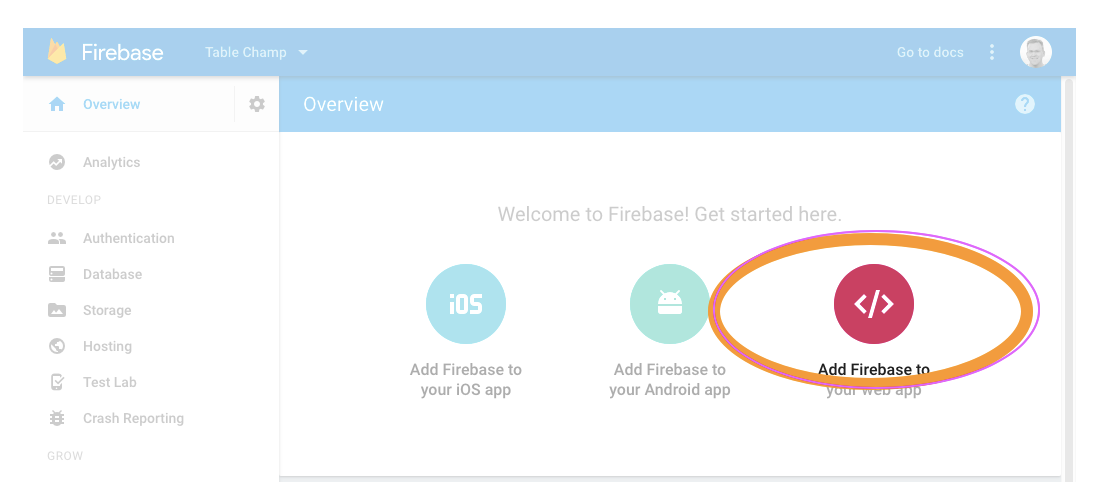 Firebase Table Champ Go to docs
Overview
Overview ?
Analytics
DEVELOP
Authentication
Database
Storage
Hosting
Test Lab
Crash Reporting
GROW
Welcome to Firebase! Get started here.
iOS
Add Firebase to
your iOS app
Add Firebase to
your Android app
</>
Add Firebase to
your web app